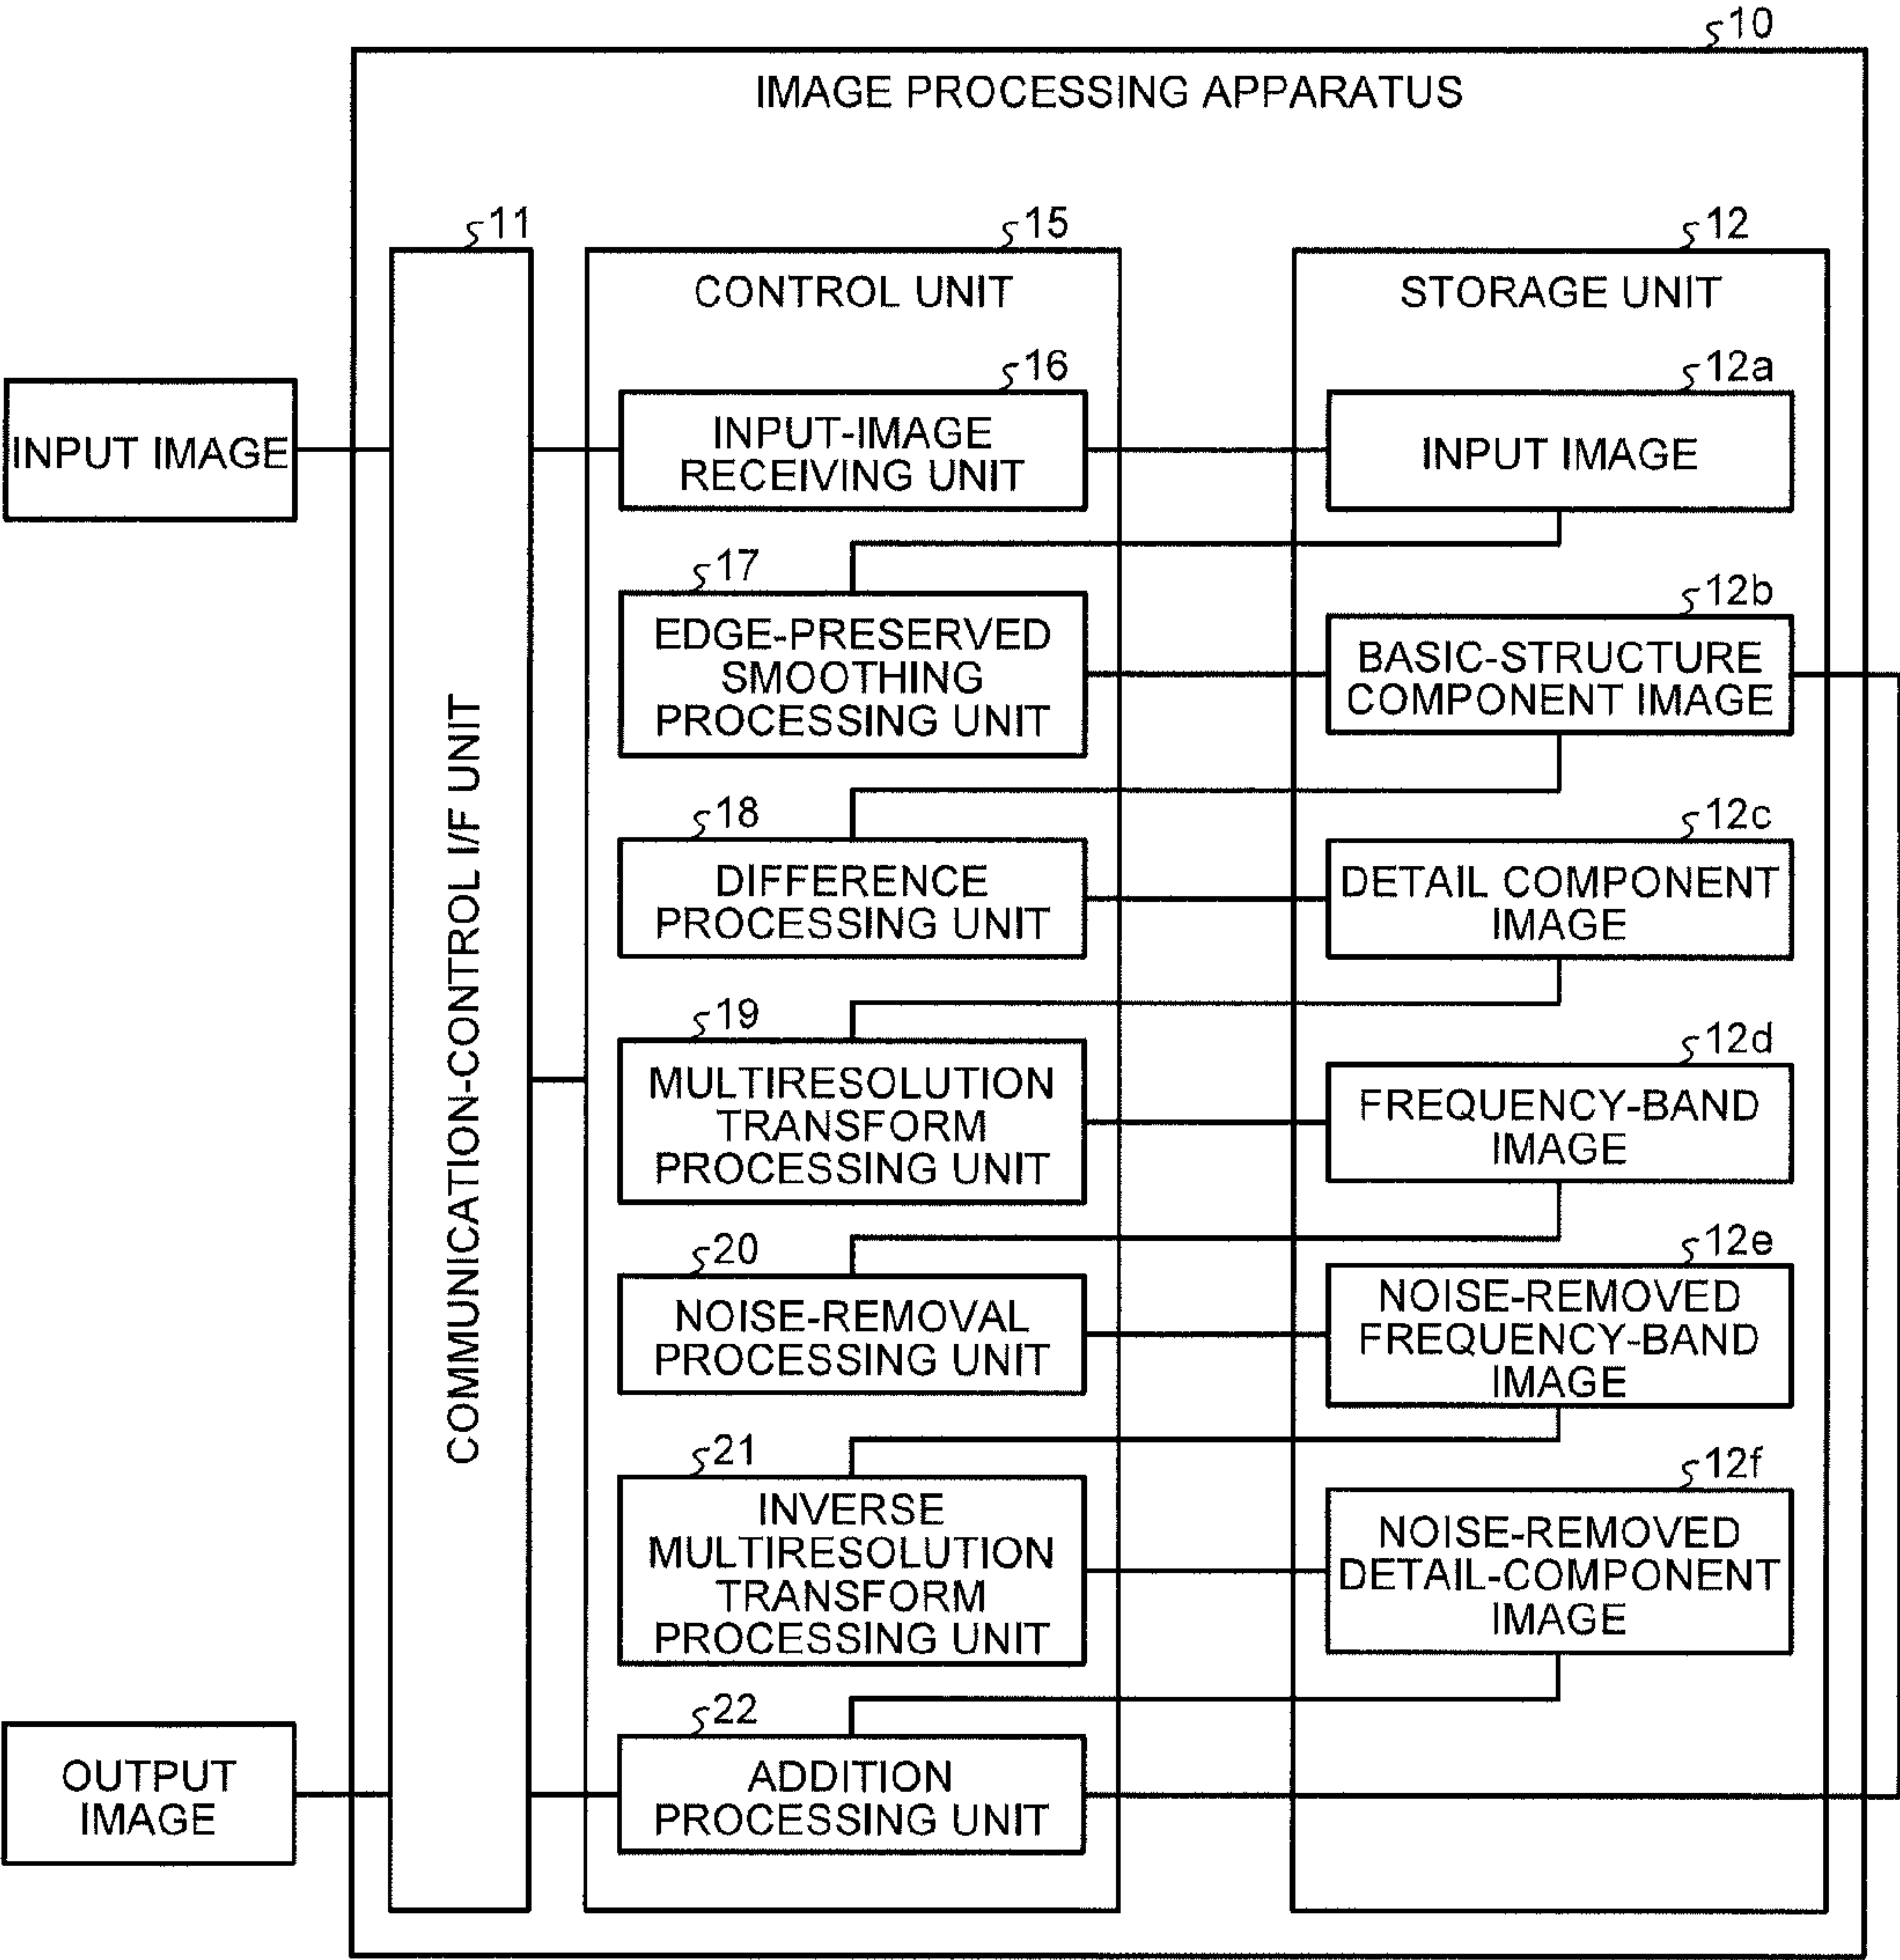 10
IMAGE PROCESSING APPARATUS
11
15
12
CONTROL UNIT
STORAGE UNIT
COMMUNICATION-CONTROL I/F UNIT
INPUT IMAGE
16
INPUT-IMAGE
RECEIVING UNIT
12a
INPUT IMAGE
17
EDGE-PRESERVED
SMOOTHING
PROCESSING UNIT
12b
BASIC-STRUCTURE
COMPONENT IMAGE
18
DIFFERENCE
PROCESSING UNIT
12c
DETAIL COMPONENT
IMAGE
19
MULTIRESOLUTION
TRANSFORM
PROCESSING UNIT
12d
FREQUENCY-BAND
IMAGE
20
NOISE-REMOVAL
PROCESSING UNIT
12e
NOISE-REMOVED
FREQUENCY-BAND
IMAGE
21
INVERSE
MULTIRESOLUTION
TRANSFORM
PROCESSING UNIT
12f
NOISE-REMOVED
DETAIL-COMPONENT
IMAGE
22
ADDITION
PROCESSING UNIT
OUTPUT
IMAGE